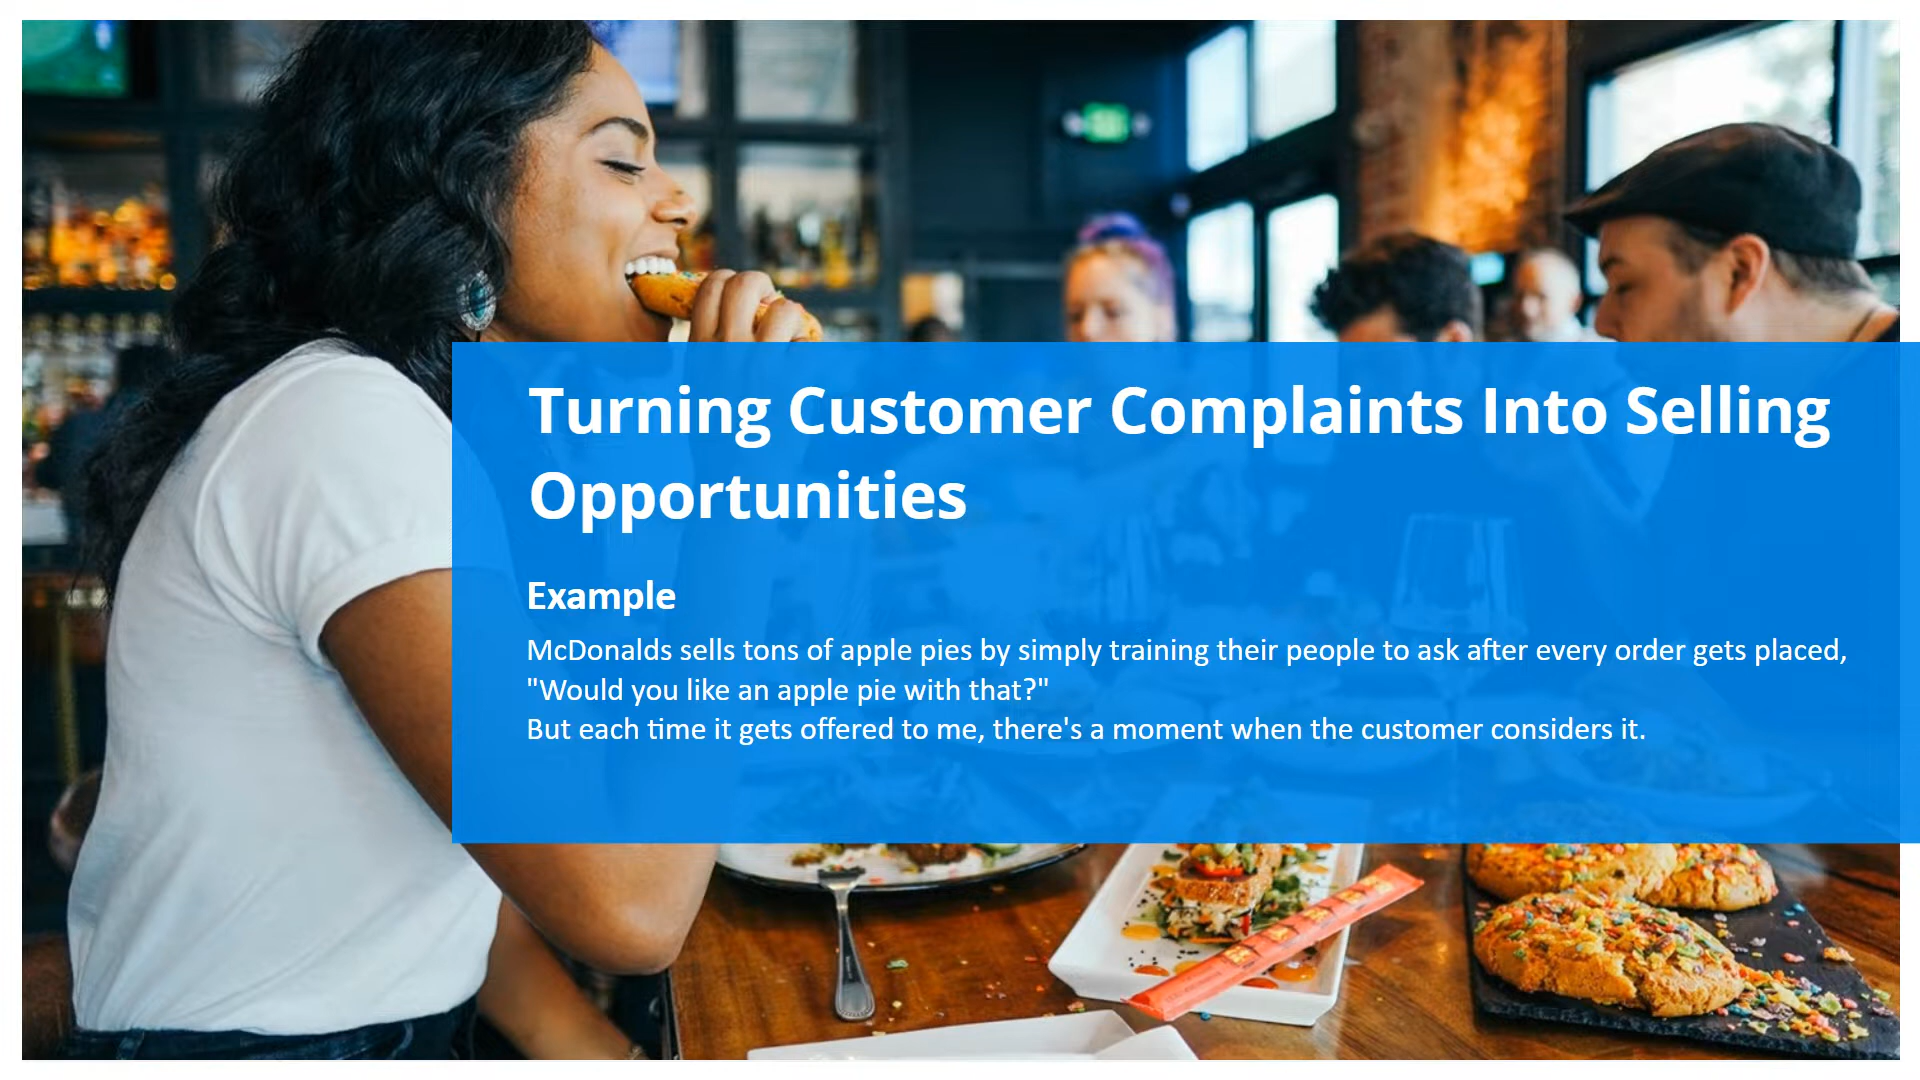 Turning Customer Complaints Into Selling
Opportunities
Example
McDonalds sells tons of apple pies by simply training their people to ask after every order gets placed,
"Would you like an apple pie with that?"
But each time it gets offered to me, there's a moment when the customer considers it.